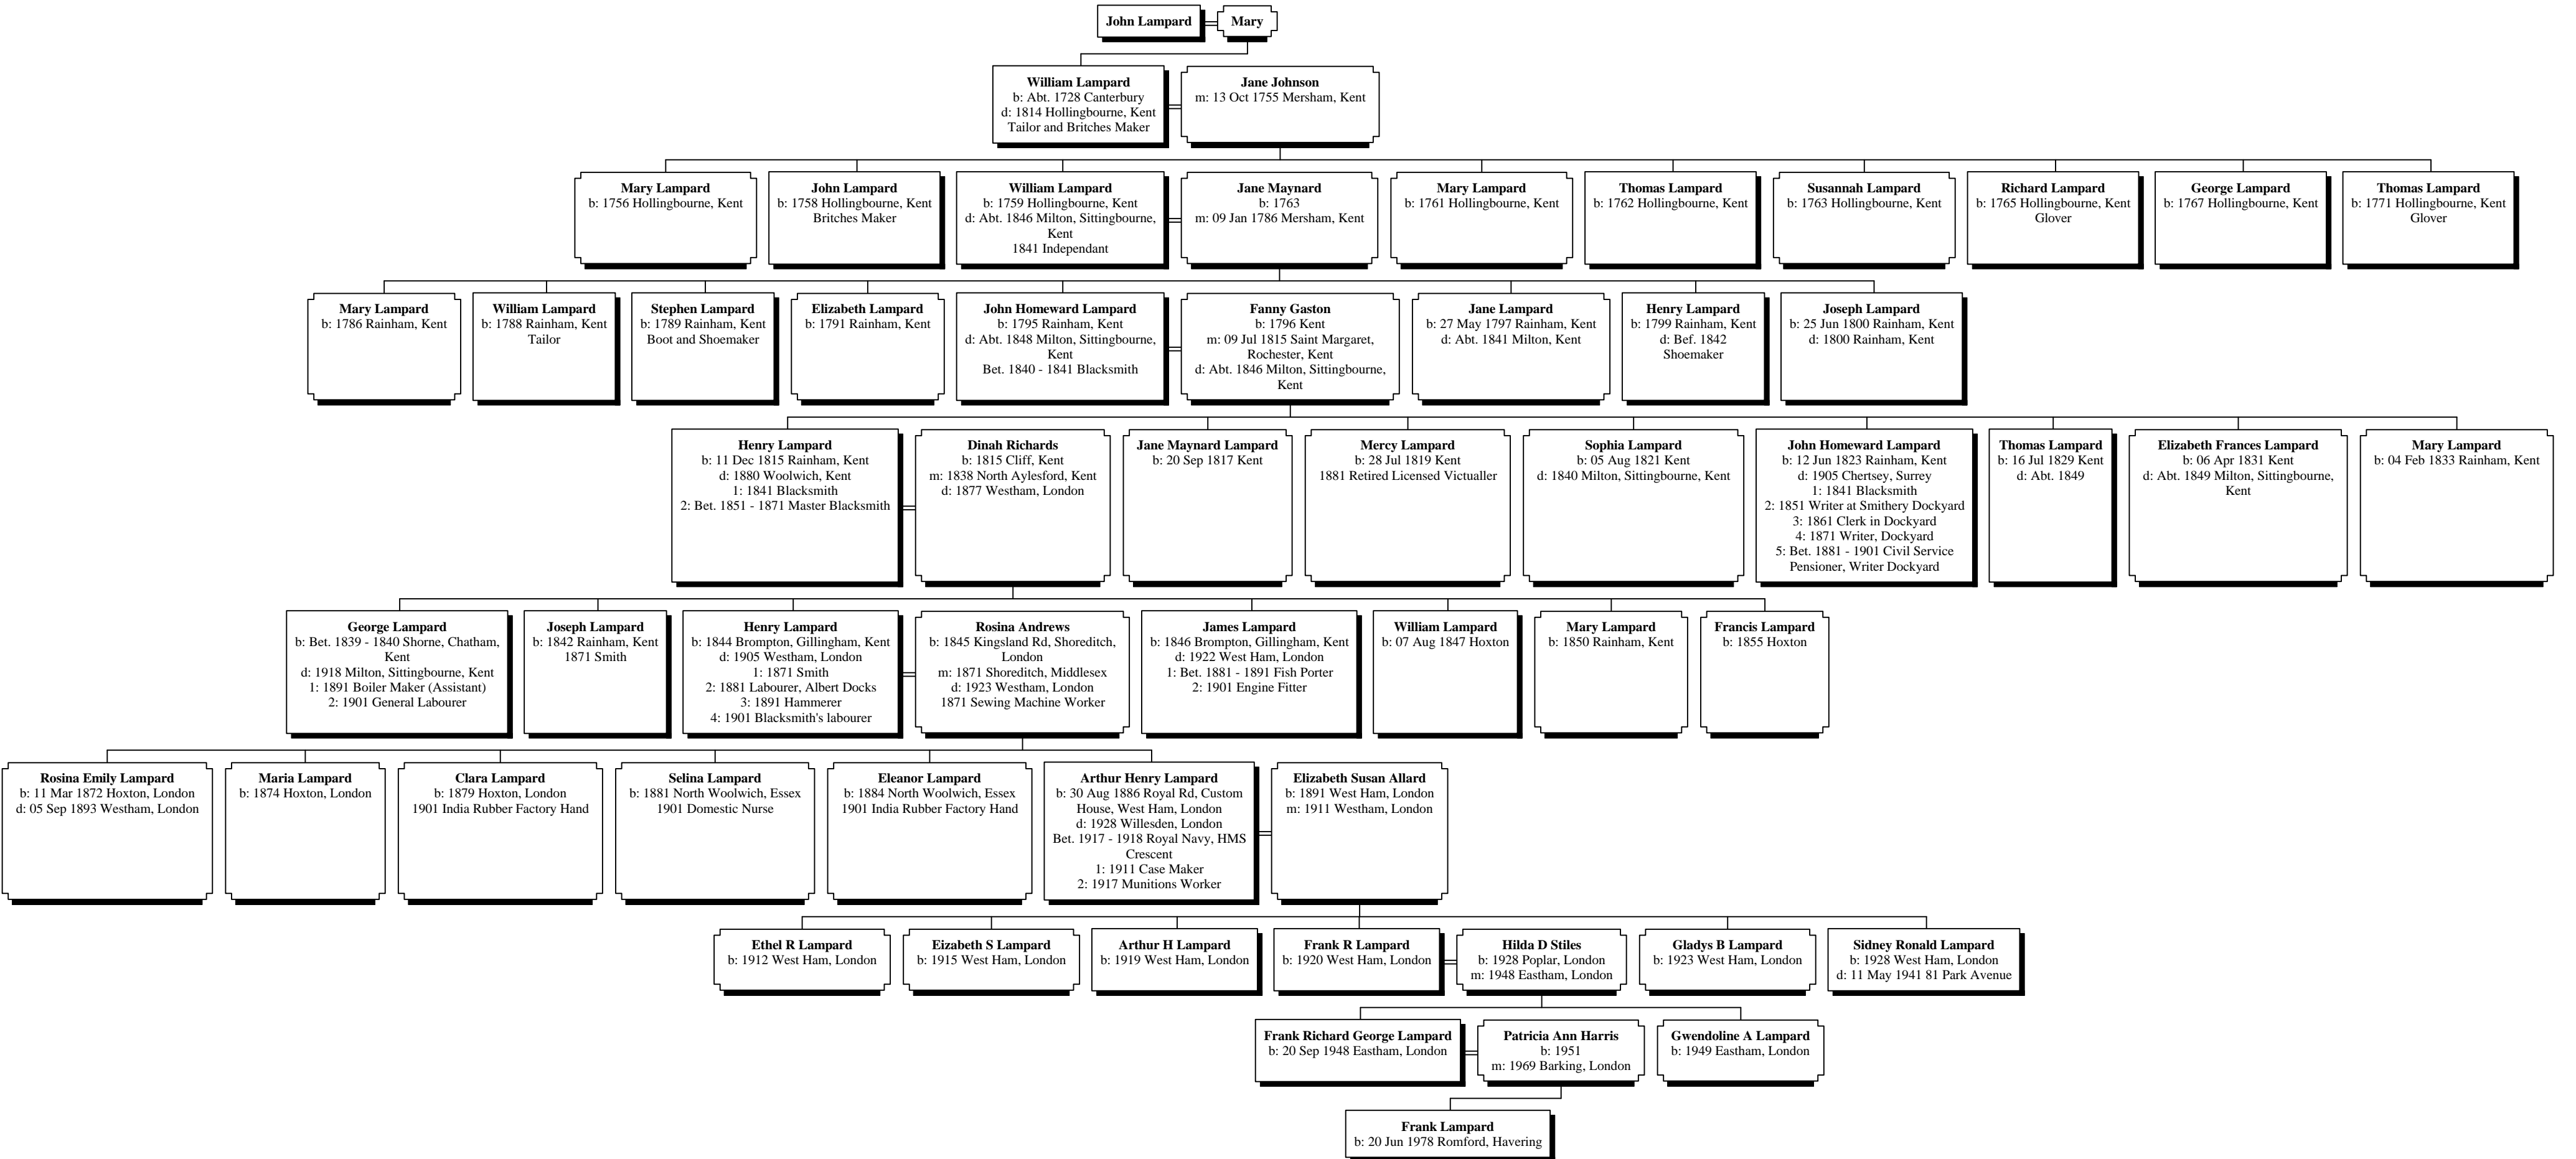 John Lampard
Mary
William Lampard
b: Abt. 1728 Canterbury
d: 1814 Hollingbourne, Kent
Tailor and Britches Maker
Jane Johnson
m: 13 Oct 1755 Mersham, Kent
Mary Lampard
b: 1756 Hollingbourne, Kent
John Lampard
b: 1758 Hollingbourne, Kent
Britches Maker
William Lampard
b: 1759 Hollingbourne, Kent
d: Abt. 1846 Milton, Sittingbourne,
Kent
1841 Independant
Jane Maynard
b: 1763
m: 09 Jan 1786 Mersham, Kent
Mary Lampard
b: 1761 Hollingbourne, Kent
Thomas Lampard
b: 1762 Hollingbourne, Kent
Susannah Lampard
b: 1763 Hollingbourne, Kent
Richard Lampard
b: 1765 Hollingbourne, Kent
Glover
George Lampard
b: 1767 Hollingbourne, Kent
Thomas Lampard
b: 1771 Hollingbourne, Kent
Glover
Mary Lampard
b: 1786 Rainham, Kent
William Lampard
b: 1788 Rainham, Kent
Tailor
Stephen Lampard
b: 1789 Rainham, Kent
Boot and Shoemaker
Elizabeth Lampard
b: 1791 Rainham, Kent
John Homeward Lampard
b: 1795 Rainham, Kent
d: Abt. 1848 Milton, Sittingbourne,
Kent
Bet. 1840 - 1841 Blacksmith
Fanny Gaston
b: 1796 Kent
m: 09 Jul 1815 Saint Margaret,
Rochester, Kent
d: Abt. 1846 Milton, Sittingbourne,
Kent
Jane Lampard
b: 27 May 1797 Rainham, Kent
d: Abt. 1841 Milton, Kent
Henry Lampard
b: 1799 Rainham, Kent
d: Bef. 1842
Shoemaker
Joseph Lampard
b: 25 Jun 1800 Rainham, Kent
d: 1800 Rainham, Kent
Henry Lampard
b: 11 Dec 1815 Rainham, Kent
d: 1880 Woolwich, Kent
1: 1841 Blacksmith
2: Bet. 1851 - 1871 Master Blacksmith
Dinah Richards
b: 1815 Cliff, Kent
m: 1838 North Aylesford, Kent
d: 1877 Westham, London
Jane Maynard Lampard
b: 20 Sep 1817 Kent
Mercy Lampard
b: 28 Jul 1819 Kent
1881 Retired Licensed Victualler
Sophia Lampard
b: 05 Aug 1821 Kent
d: 1840 Milton, Sittingbourne, Kent
John Homeward Lampard
b: 12 Jun 1823 Rainham, Kent
d: 1905 Chertsey, Surrey
1: 1841 Blacksmith
2: 1851 Writer at Smithery Dockyard
3: 1861 Clerk in Dockyard
4: 1871 Writer, Dockyard
5: Bet. 1881 - 1901 Civil Service
Pensioner, Writer Dockyard
Thomas Lampard
b: 16 Jul 1829 Kent
d: Abt. 1849
Elizabeth Frances Lampard
b: 06 Apr 1831 Kent
d: Abt. 1849 Milton, Sittingbourne,
Kent
Mary Lampard
b: 04 Feb 1833 Rainham, Kent
George Lampard
b: Bet. 1839 - 1840 Shorne, Chatham,
Kent
d: 1918 Milton, Sittingbourne, Kent
1: 1891 Boiler Maker (Assistant)
2: 1901 General Labourer
Joseph Lampard
b: 1842 Rainham, Kent
1871 Smith
Henry Lampard
b: 1844 Brompton, Gillingham, Kent
d: 1905 Westham, London
1: 1871 Smith
2: 1881 Labourer, Albert Docks
3: 1891 Hammerer
4: 1901 Blacksmith's labourer
Rosina Andrews
b: 1845 Kingsland Rd, Shoreditch,
London
m: 1871 Shoreditch, Middlesex
d: 1923 Westham, London
1871 Sewing Machine Worker
James Lampard
b: 1846 Brompton, Gillingham, Kent
d: 1922 West Ham, London
1: Bet. 1881 - 1891 Fish Porter
2: 1901 Engine Fitter
William Lampard
b: 07 Aug 1847 Hoxton
Mary Lampard
b: 1850 Rainham, Kent
Francis Lampard
b: 1855 Hoxton
Rosina Emily Lampard
b: 11 Mar 1872 Hoxton, London
d: 05 Sep 1893 Westham, London
Maria Lampard
b: 1874 Hoxton, London
Clara Lampard
b: 1879 Hoxton, London
1901 India Rubber Factory Hand
Selina Lampard
b: 1881 North Woolwich, Essex
1901 Domestic Nurse
Eleanor Lampard
b: 1884 North Woolwich, Essex
1901 India Rubber Factory Hand
Arthur Henry Lampard
b: 30 Aug 1886 Royal Rd, Custom
House, West Ham, London
d: 1928 Willesden, London
Bet. 1917 - 1918 Royal Navy, HMS
Crescent
1: 1911 Case Maker
2: 1917 Munitions Worker
Elizabeth Susan Allard
b: 1891 West Ham, London
m: 1911 Westham, London
Ethel R Lampard
b: 1912 West Ham, London
Eizabeth S Lampard
b: 1915 West Ham, London
Arthur H Lampard
b: 1919 West Ham, London
Frank R Lampard
b: 1920 West Ham, London
Hilda D Stiles
b: 1928 Poplar, London
m: 1948 Eastham, London
Gladys B Lampard
b: 1923 West Ham, London
Sidney Ronald Lampard
b: 1928 West Ham, London
d: 11 May 1941 81 Park Avenue
Frank Richard George Lampard
b: 20 Sep 1948 Eastham, London
Patricia Ann Harris
b: 1951
m: 1969 Barking, London
Gwendoline A Lampard
b: 1949 Eastham, London
Frank Lampard
b: 20 Jun 1978 Romford, Havering